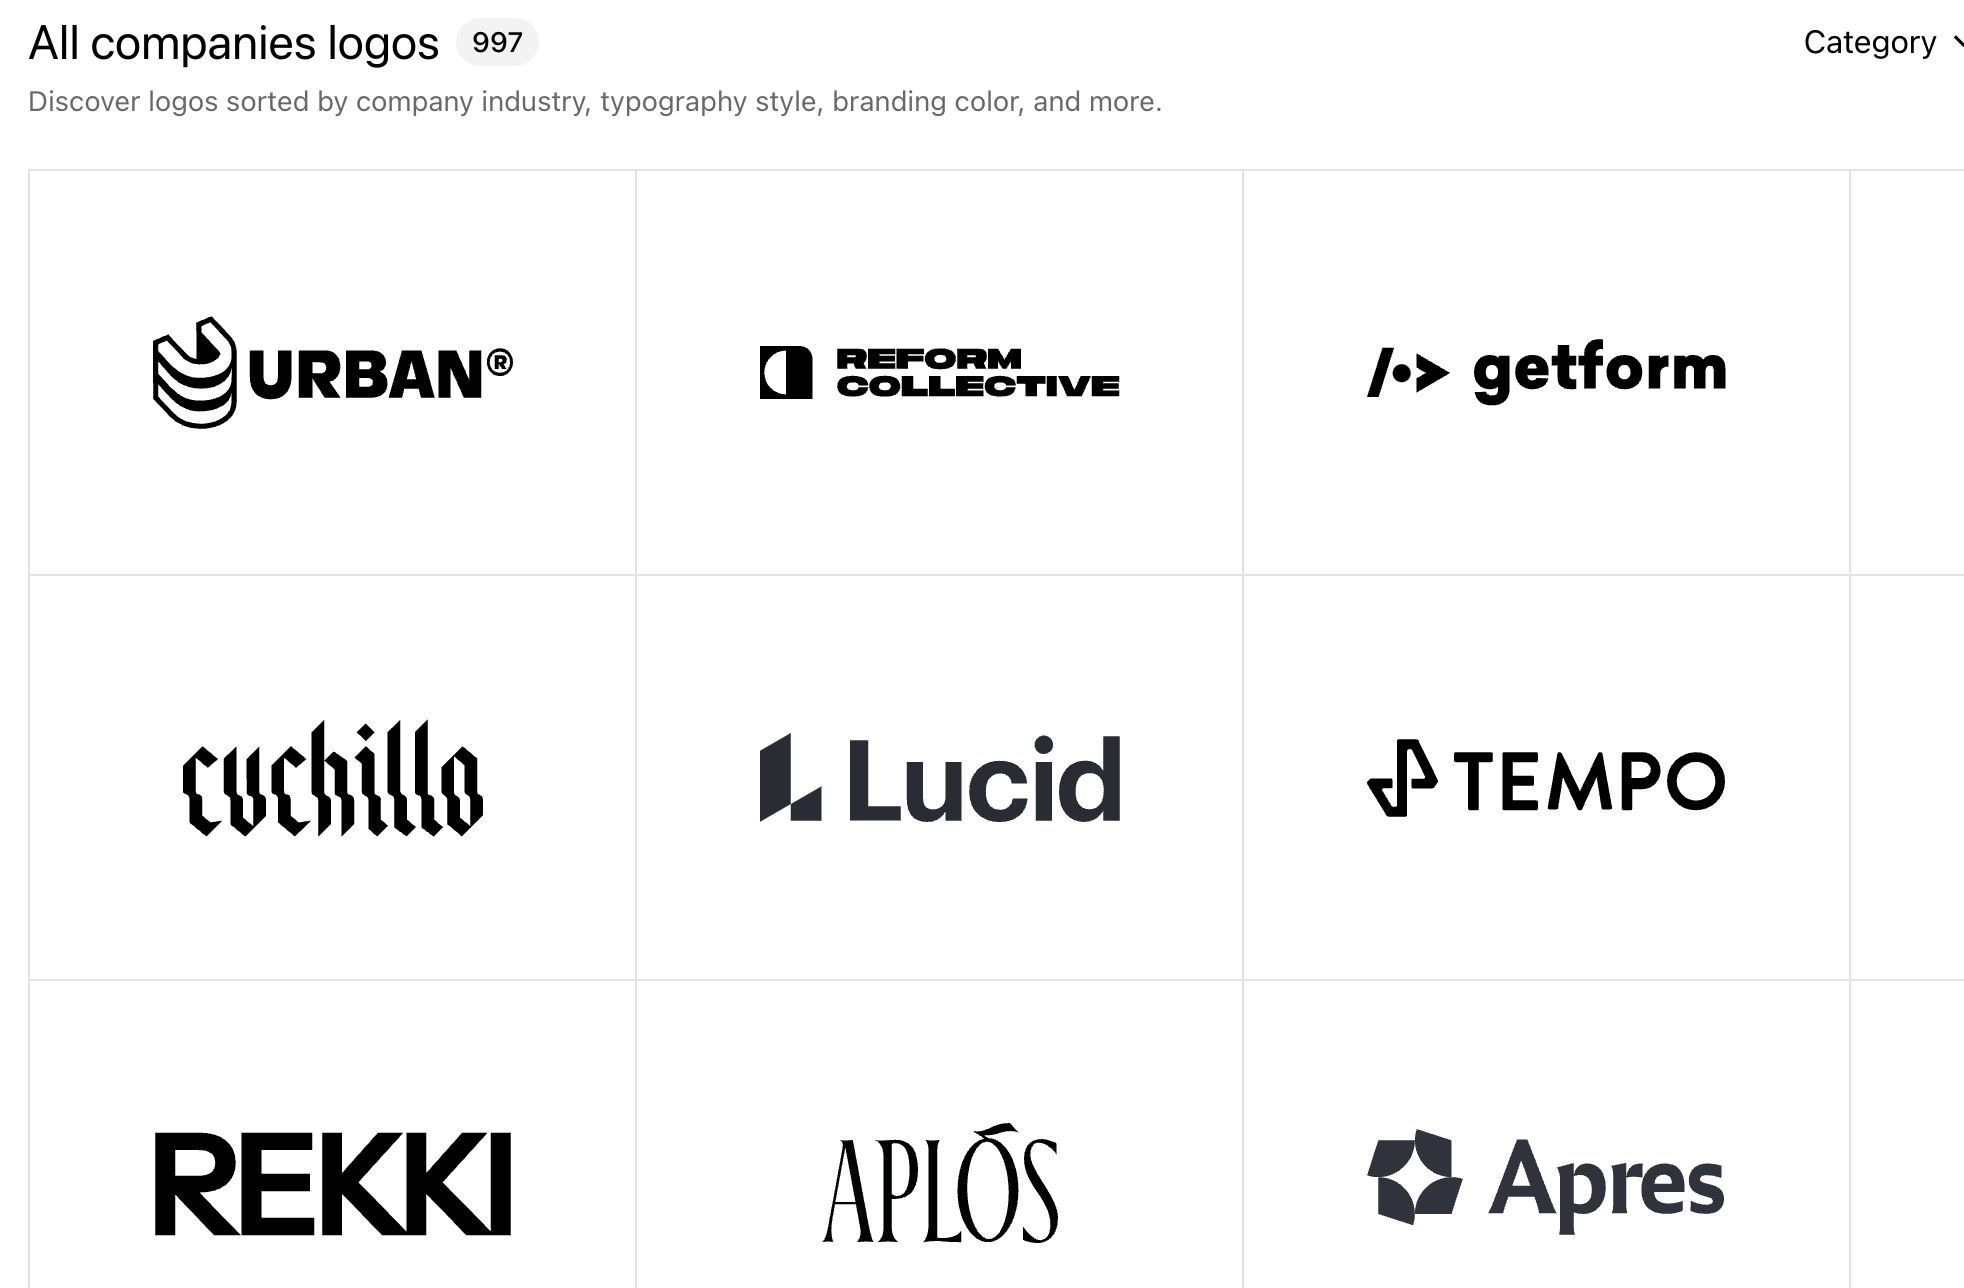 All companies logos 997
Category
Discover logos sorted by company industry, typography style, branding color, and more.
URBAN®
REFORM
COLLECTIVE
/•> getform
cuchillo
Lucid
TEMPO
REKKI
APLŌS
Apres